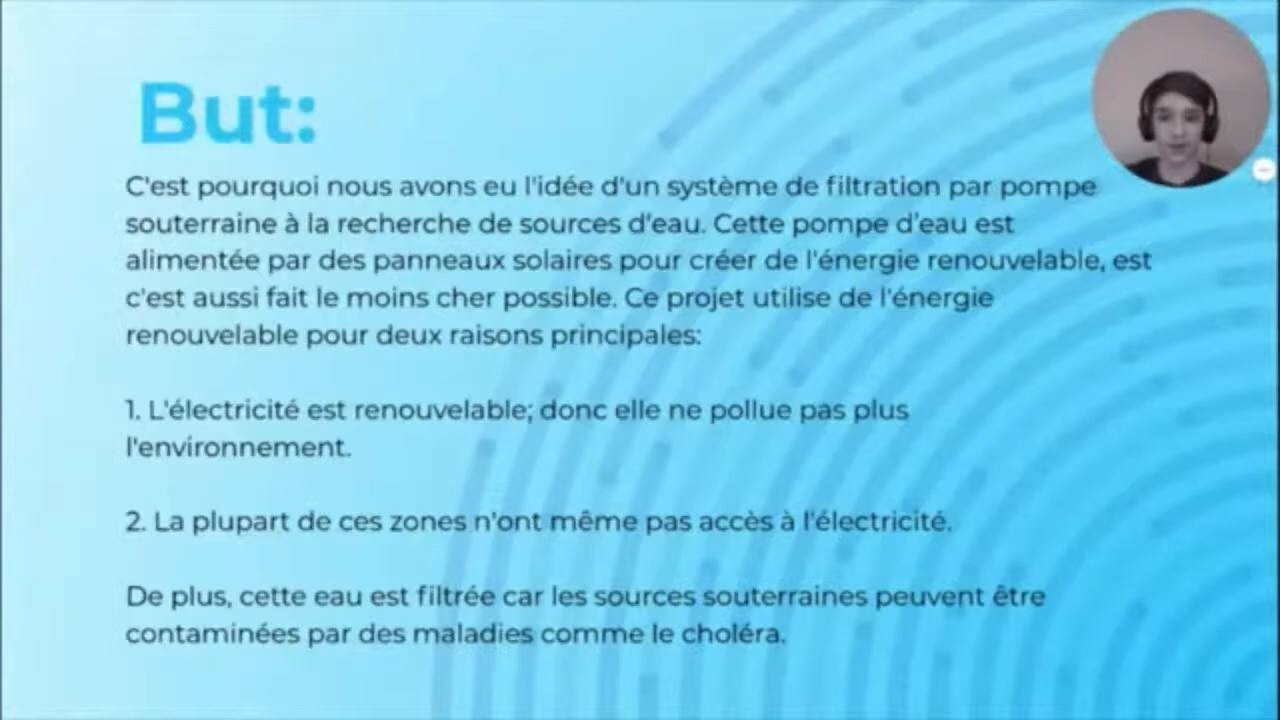 But:
C'est pourquoi nous avons eu l'idée d'un système de filtration par pompe
souterraine à la recherche de sources d'eau. Cette pompe d'eau est
alimentée par des panneaux solaires pour créer de l'énergie renouvelable, est
c'est aussi fait le moins cher possible. Ce projet utilise de l'énergie
renouvelable pour deux raisons principales:
1. L'électricité est renouvelable; donc elle ne pollue pas plus
l'environnement.
2. La plupart de ces zones n'ont même pas accès à l'électricité.
De plus, cette eau est filtrée car les sources souterraines peuvent être
contaminées par des maladies comme le choléra.